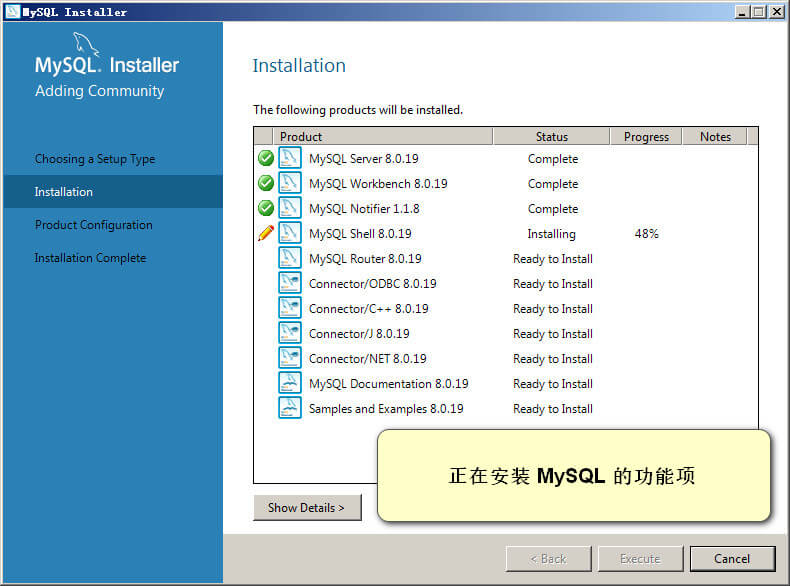 MySQL Installer
MySQL. Installer
Adding Community
Choosing a Setup Type
Installation
Product Configuration
Installation Complete
Installation
The following products will be installed.
Product Status Progress Notes
MySQL Server 8.0.19 Complete
MySQL Workbench 8.0.19 Complete
MySQL Notifier 1.1.8 Complete
MySQL Shell 8.0.19 Installing 48%
MySQL Router 8.0.19 Ready to Install
Connector/ODBC 8.0.19 Ready to Install
Connector/C++ 8.0.19 Ready to Install
Connector/J 8.0.19 Ready to Install
Connector/NET 8.0.19 Ready to Install
MySQL Documentation 8.0.19 Ready to Install
Samples and Examples 8.0.19 Ready to Install
正在安装 MySQL 的功能项
Show Details >
< Back Execute Cancel